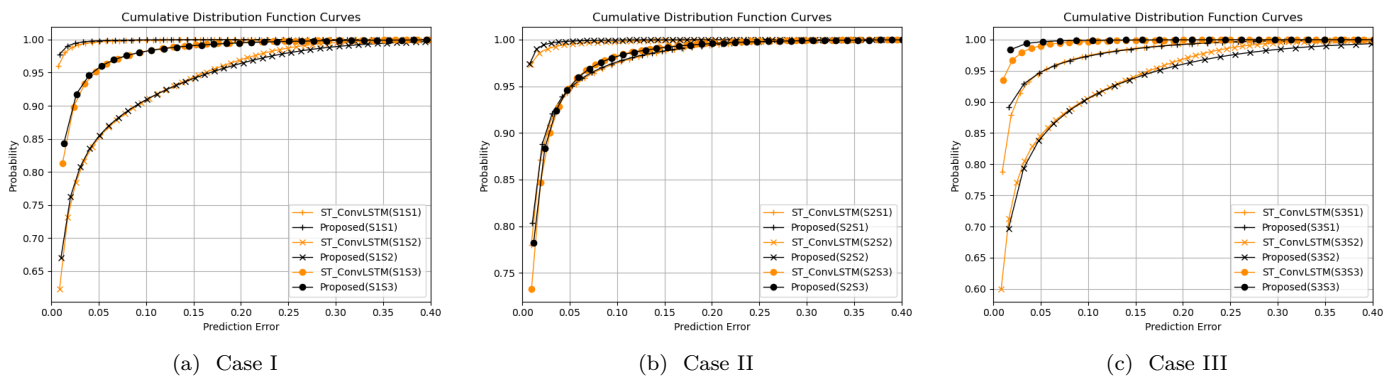 Cumulative Distribution Function Curves
Probability
1.00
0.95
0.90
0.85
0.80
0.75
0.70
0.65
ST_ConvLSTM(S1S1)
Proposed(S1S1)
ST_ConvLSTM(S1S2)
Proposed(S1S2)
ST_ConvLSTM(S1S3)
Proposed(S1S3)
0.00 0.05 0.10 0.15 0.20 0.25 0.30 0.35 0.40
Prediction Error
(a) Case I
Cumulative Distribution Function Curves
Probability
1.00
0.95
0.90
0.85
0.80
0.75
ST_ConvLSTM(S2S1)
Proposed(S2S1)
ST_ConvLSTM(S2S2)
Proposed(S2S2)
ST_ConvLSTM(S2S3)
Proposed(S2S3)
0.00 0.05 0.10 0.15 0.20 0.25 0.30 0.35 0.40
Prediction Error
(b) Case II
Cumulative Distribution Function Curves
Probability
1.00
0.95
0.90
0.85
0.80
0.75
0.70
0.65
0.60
ST_ConvLSTM(S3S1)
Proposed(S3S1)
ST_ConvLSTM(S3S2)
Proposed(S3S2)
ST_ConvLSTM(S3S3)
Proposed(S3S3)
0.00 0.05 0.10 0.15 0.20 0.25 0.30 0.35 0.40
Prediction Error
(c) Case III